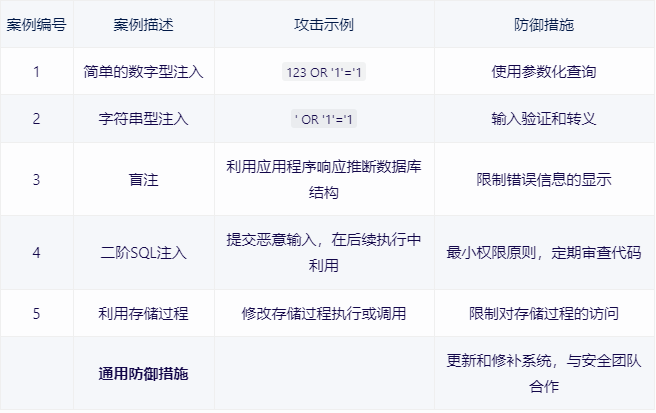 案例编号 案例描述 攻击示例 防御措施
1 简单的数字型注入 123 OR '1'='1 使用参数化查询
2 字符串型注入 ' OR '1'='1 输入验证和转义
3 盲注 利用应用程序响应推断数据库
结构 限制错误信息的显示
4 二阶SQL注入 提交恶意输入，在后续执行中
利用 最小权限原则，定期审查代码
5 利用存储过程 修改存储过程执行或调用 限制对存储过程的访问
通用防御措施 更新和修补系统，与安全团队
合作